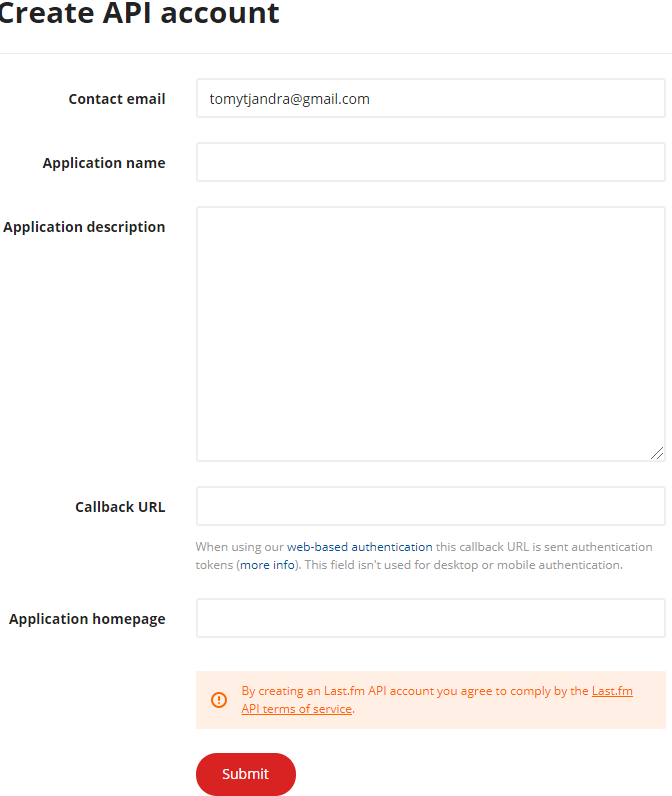 Create API account
Contact email
tomytjandra@gmail.com
Application name
Application description
Callback URL
When using our web-based authentication this callback URL is sent authentication
tokens (more info). This field isn't used for desktop or mobile authentication.
Application homepage
By creating an Last.fm API account you agree to comply by the Last.fm
API terms of service.
Submit